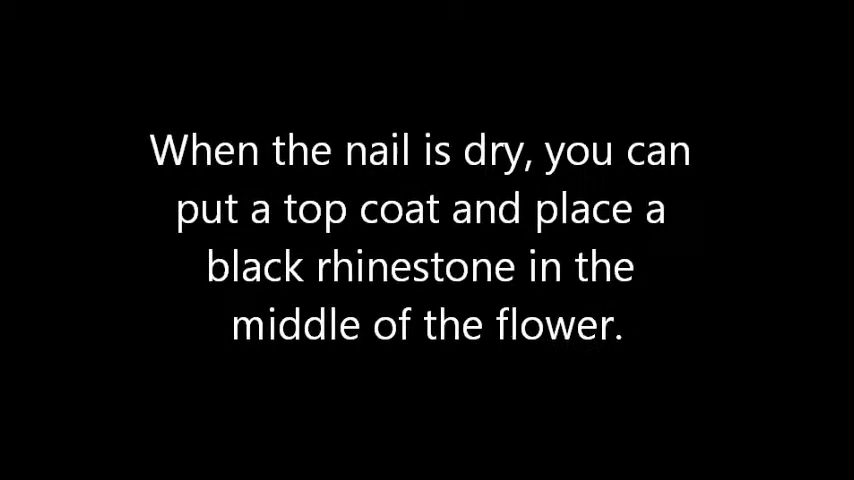 When the nail is dry, you can
put a top coat and place a
black rhinestone in the
middle of the flower.